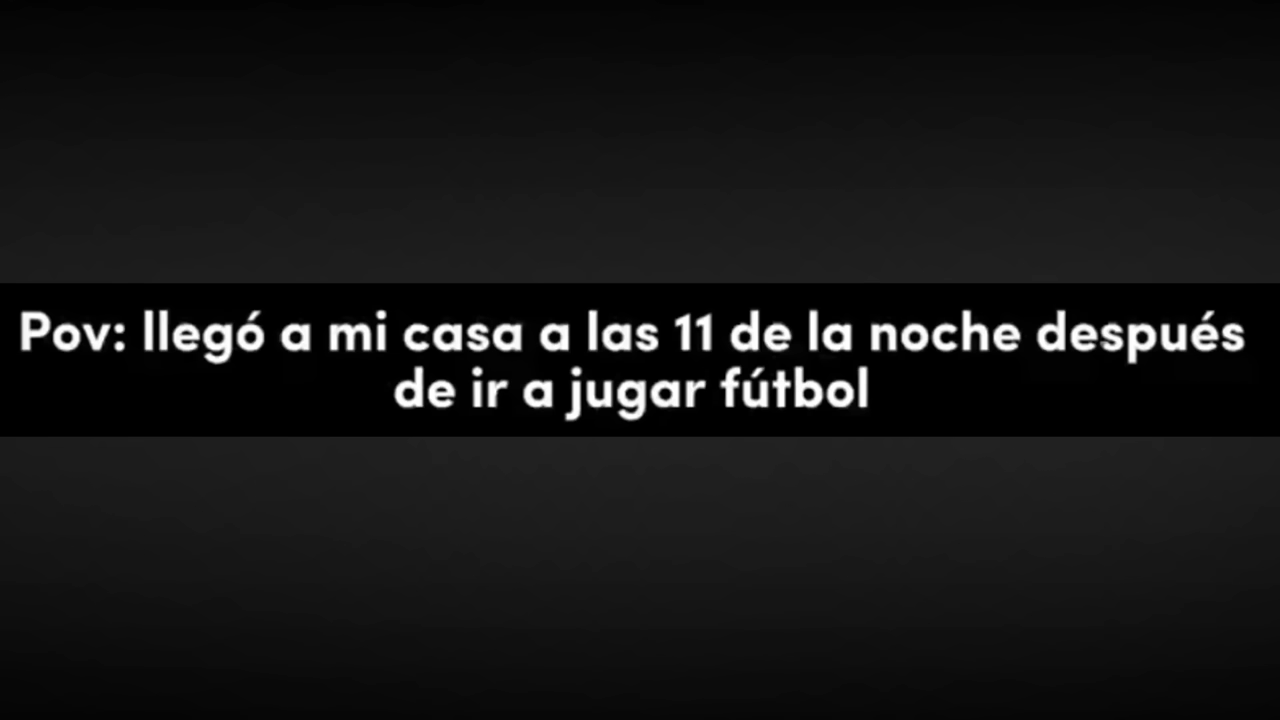 Pov: llegó a mi casa a las 11 de la noche después
de ir a jugar fútbol